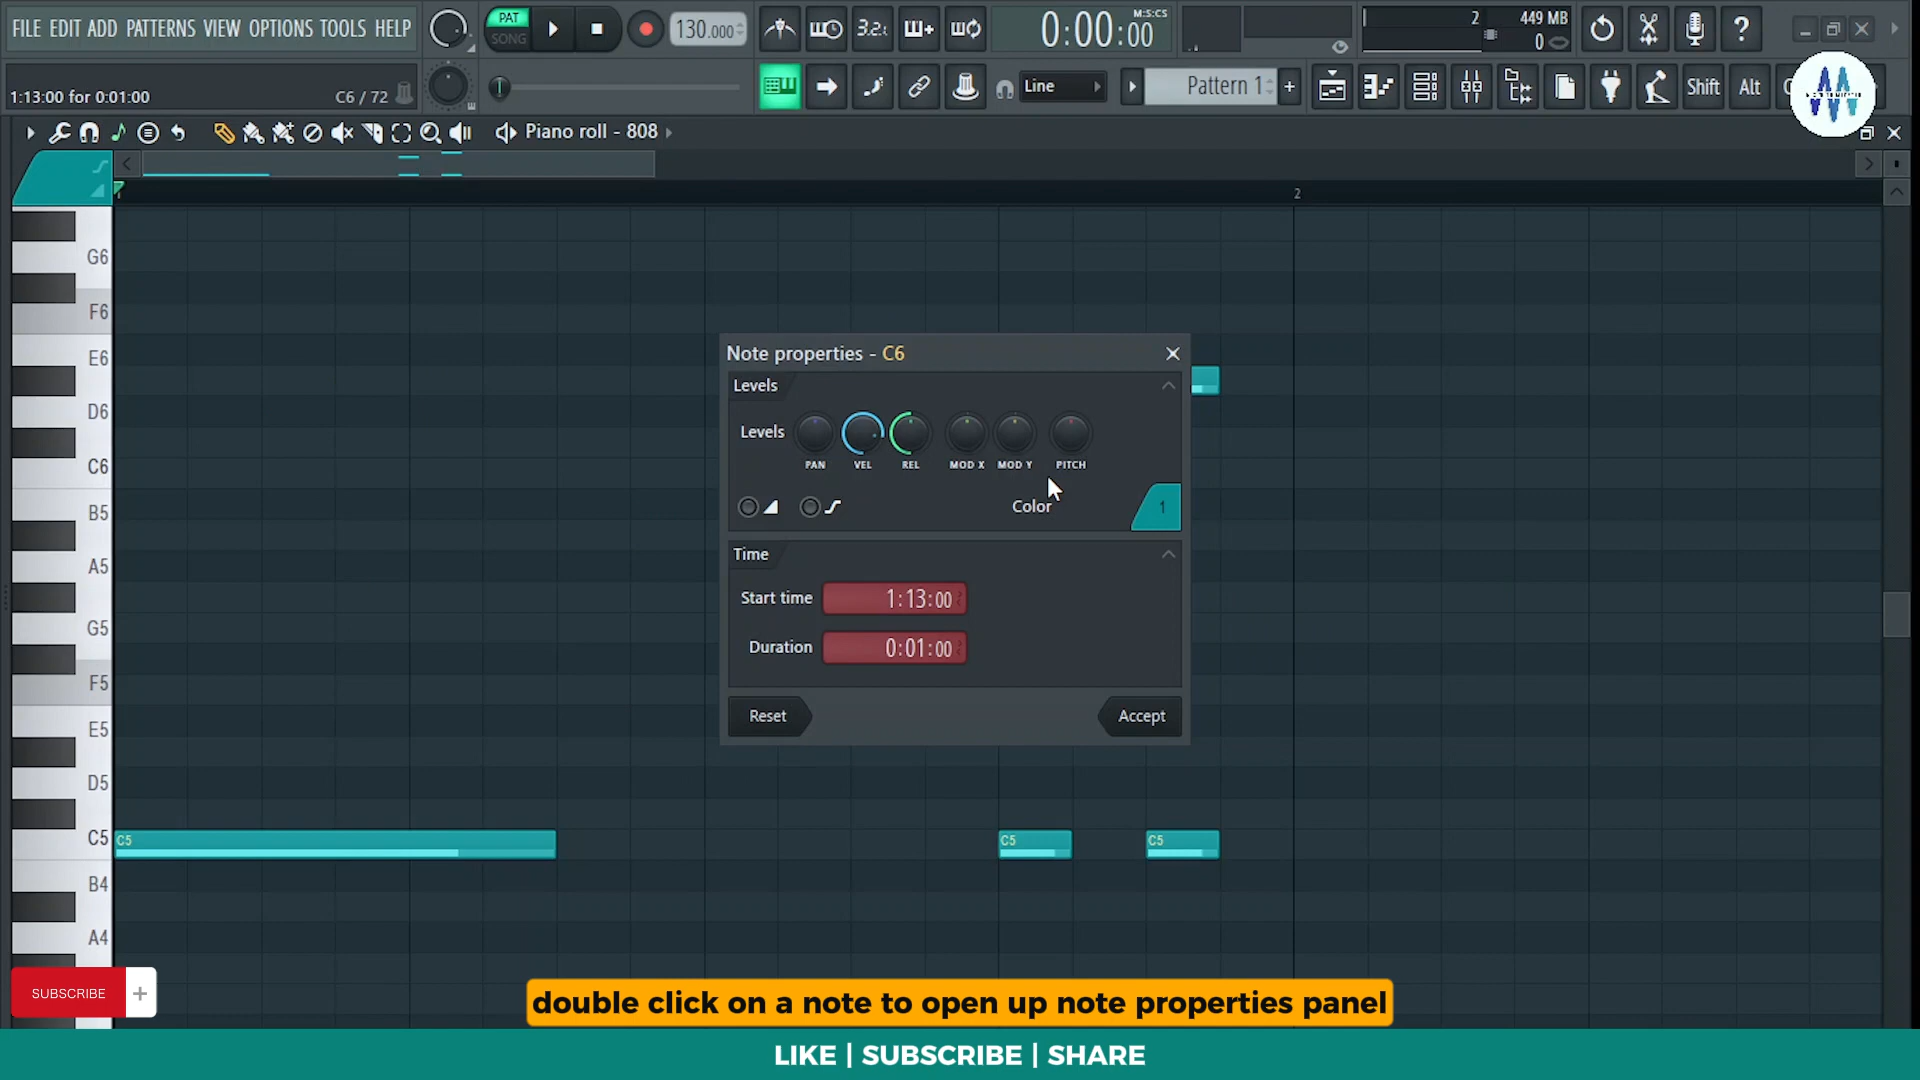 FILE EDIT ADD PATTERNS VIEW OPTIONS TOOLS HELP
PAT
SONG
130.000
3.2.1
0:00:00
M:S:CS
2
449 MB
0
1:13:00 for 0:01:00
C6 / 72
Line
Pattern 1
+
Shift
Alt
Piano roll - 808
1
2
G6
F6
E6
D6
C6
B5
A5
G5
F5
E5
D5
C5
B4
A4
Note properties - C6
Levels
Levels
PAN
VEL
REL
MOD X
MOD Y
PITCH
Color
1
Time
Start time
1:13:00
Duration
0:01:00
Reset
Accept
C5
C5
C5
SUBSCRIBE
+
double click on a note to open up note properties panel
LIKE | SUBSCRIBE | SHARE